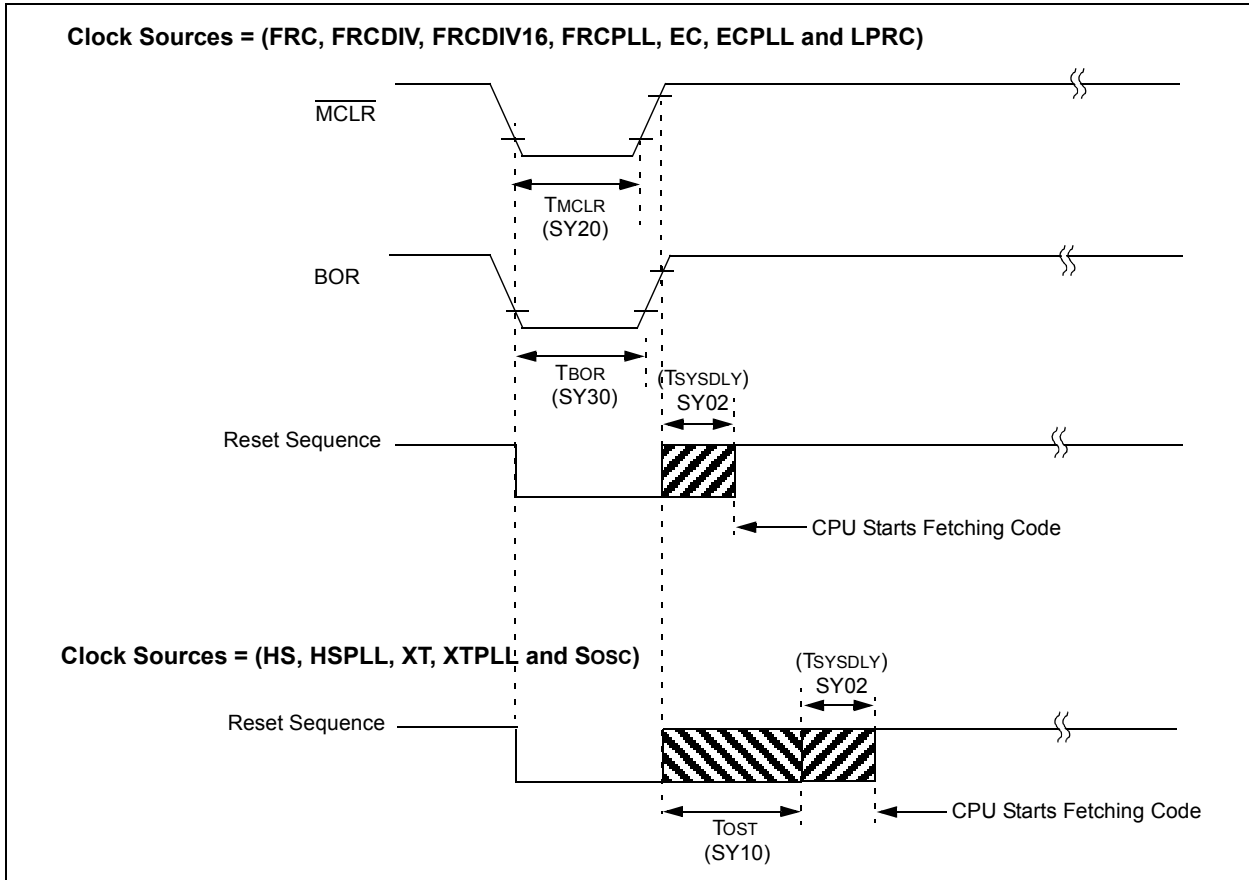 Clock Sources = (FRC, FRCDIV, FRCDIV16, FRCPLL, EC, ECPLL and LPRC)
MCLR
TMCLR
(SY20)
BOR
TBOR
(SY30)
(TSYSDLY)
SY02
Reset Sequence
CPU Starts Fetching Code
Clock Sources = (HS, HSPLL, XT, XTPLL and SOSC)
(TSYSDLY)
SY02
Reset Sequence
CPU Starts Fetching Code
TOST
(SY10)